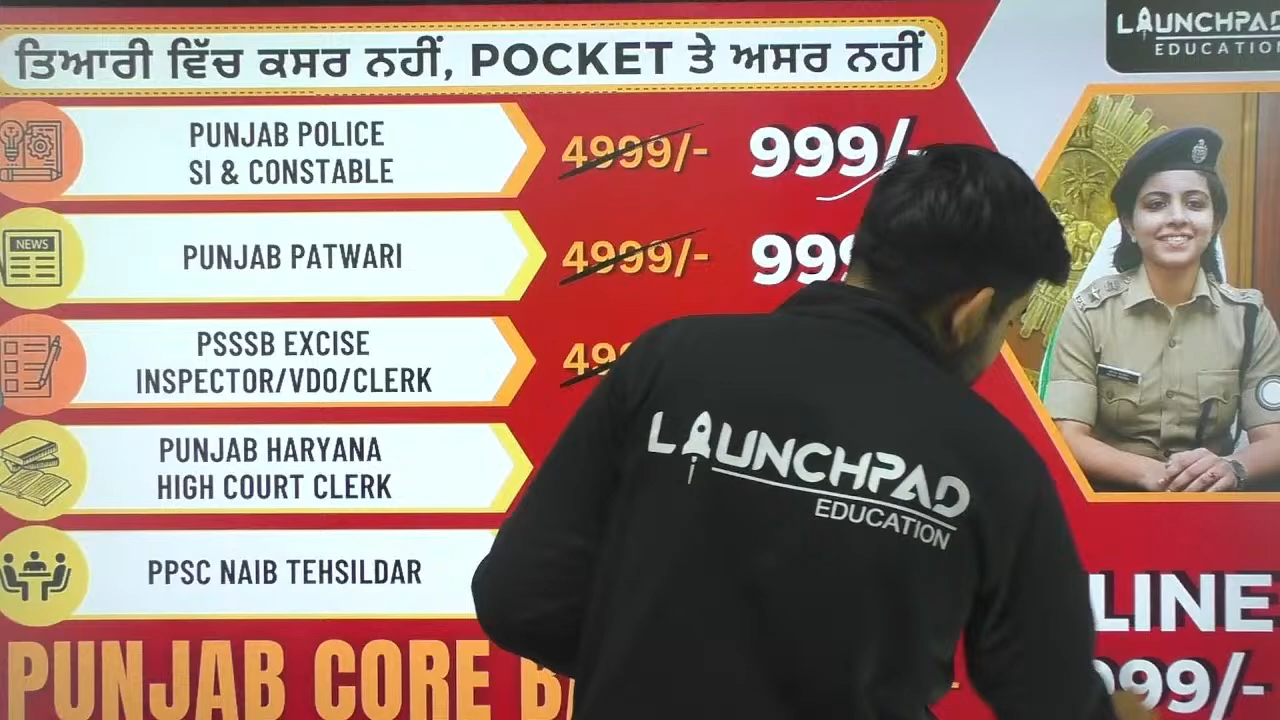 ਤਿਆਰੀ ਵਿੱਚ ਕਸਰ ਨਹੀਂ, POCKET ਤੇ ਅਸਰ ਨਹੀਂ
LAUNCHPAD
EDUCATION
PUNJAB POLICE
SI & CONSTABLE
4999/- 999/-
NEWS
PUNJAB PATWARI
4999/-
PSSSB EXCISE
INSPECTOR/VDO/CLERK
PUNJAB HARYANA
HIGH COURT CLERK
PPSC NAIB TEHSILDAR
PUNJAB CORE
LAUNCHPAD
EDUCATION